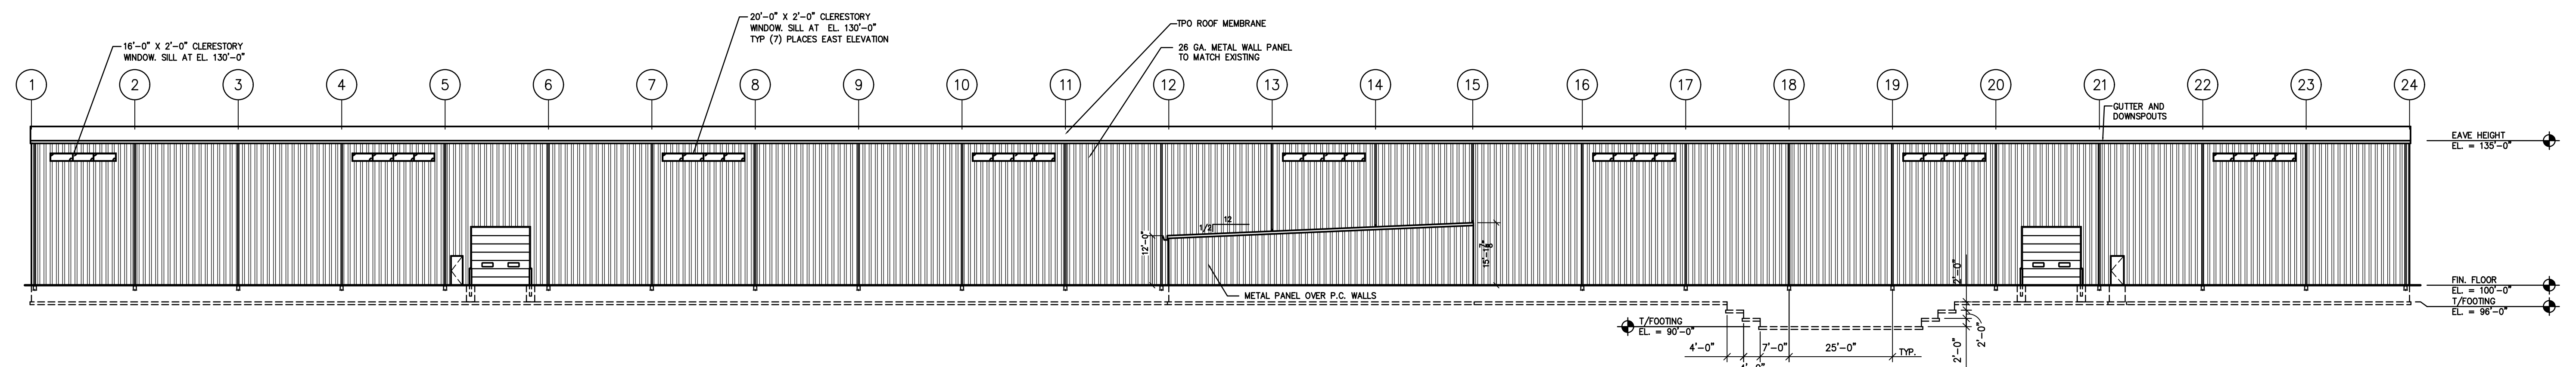 20'-0" X 2'-0" CLERESTORY
WINDOW. SILL AT EL. 130'-0"
TYP (7) PLACES EAST ELEVATION
TPO ROOF MEMBRANE
16'-0" X 2'-0" CLERESTORY
WINDOW. SILL AT EL. 130'-0"
26 GA. METAL WALL PANEL
TO MATCH EXISTING
1 2 3 4 5 6 7 8 9 10 11 12 13 14 15 16 17 18 19 20 21 22 23 24
GUTTER AND
DOWNSPOUTS
EAVE HEIGHT
EL. = 135'-0"
12
1/2
12'-0"
METAL PANEL OVER P.C. WALLS
2'-0"
FIN. FLOOR
EL. = 100'-0"
T/FOOTING
EL. = 96'-0"
T/FOOTING
EL. = 90'-0"
2'-0"
2'-0"
4'-0"
7'-0"
25'-0"
TYP.